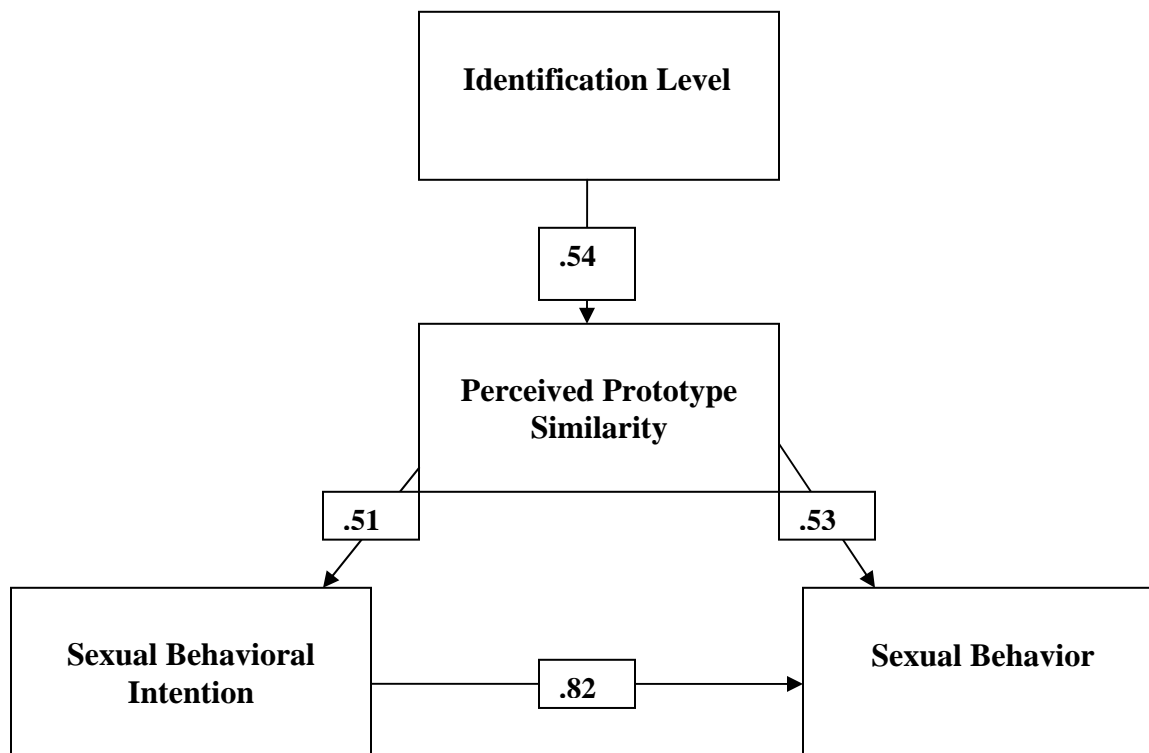 Identification Level
.54
Perceived Prototype
Similarity
.51
.53
Sexual Behavioral
Intention
.82
Sexual Behavior